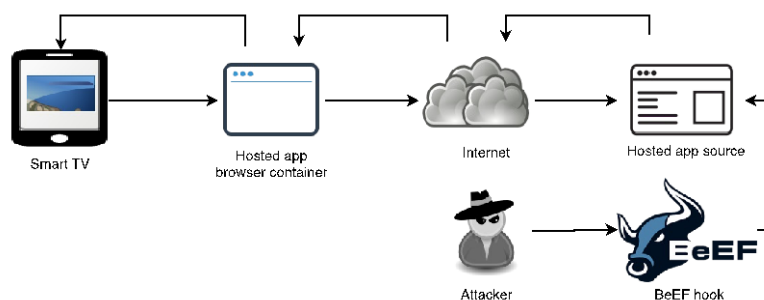 Smart TV
Hosted app
browser container
Internet
Hosted app source
BeEF
Attacker
BeEF hook